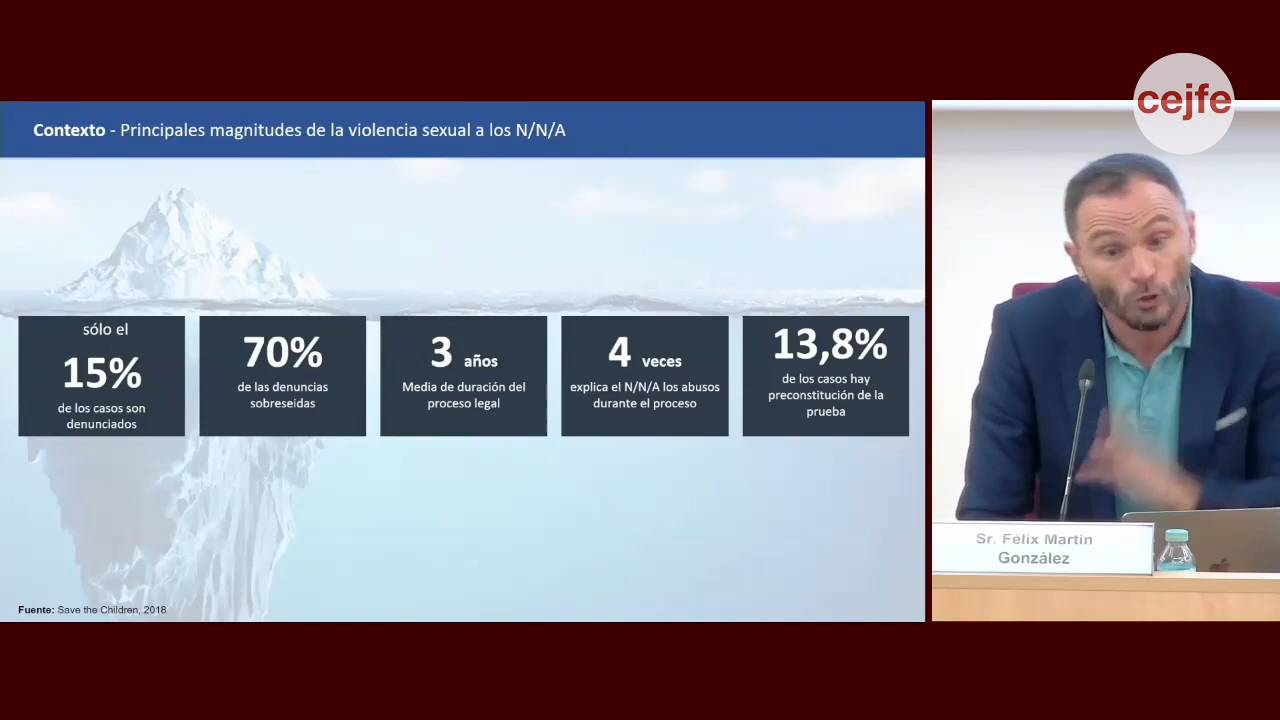 cejfe
Contexto - Principales magnitudes de la violencia sexual a los N/N/A
sólo el
15%
de los casos son
denunciados
70%
de las denuncias
sobreseidas
3 años
Media de duración del
proceso legal
4 veces
explica el N/N/A los abusos
durante el proceso
13,8%
de los casos hay
preconstitución de la
prueba
Fuente: Save the Children, 2018
Sr. Félix Martín
González